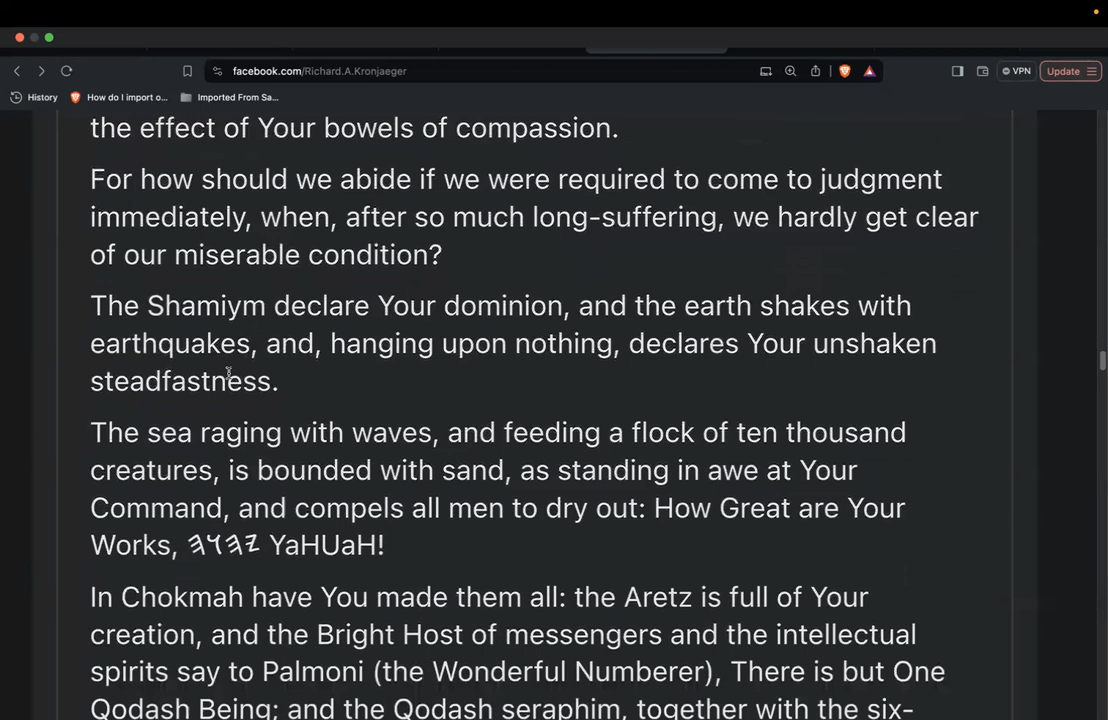 facebook.com/Richard.A.Kronjaeger
VPN
Update
History
How do I import o...
Imported From Sa...
the effect of Your bowels of compassion.
For how should we abide if we were required to come to judgment
immediately, when, after so much long-suffering, we hardly get clear
of our miserable condition?
The Shamiym declare Your dominion, and the earth shakes with
earthquakes, and, hanging upon nothing, declares Your unshaken
steadfastness.
The sea raging with waves, and feeding a flock of ten thousand
creatures, is bounded with sand, as standing in awe at Your
Command, and compels all men to dry out: How Great are Your
Works, 𐤉𐤄𐤅𐤄 YaHUaH!
In Chokmah have You made them all: the Aretz is full of Your
creation, and the Bright Host of messengers and the intellectual
spirits say to Palmoni (the Wonderful Numberer), There is but One
Qodash Being; and the Qodash seraphim, together with the six-